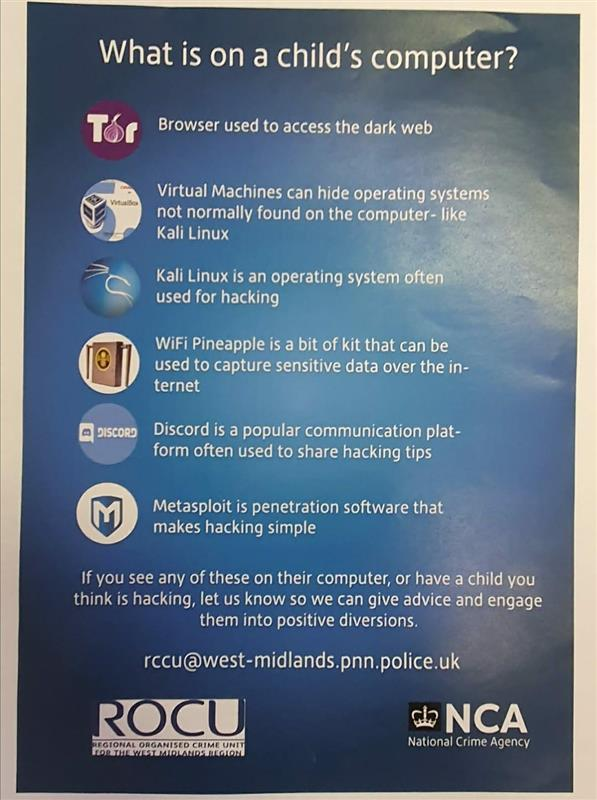 What is on a child's computer?
Tor
Browser used to access the dark web
VirtualBox
Virtual Machines can hide operating systems
not normally found on the computer- like
Kali Linux
Kali Linux is an operating system often
used for hacking
WiFi Pineapple is a bit of kit that can be
used to capture sensitive data over the in-
ternet
DISCORD
Discord is a popular communication plat-
form often used to share hacking tips
M
Metasploit is penetration software that
makes hacking simple
If you see any of these on their computer, or have a child you
think is hacking, let us know so we can give advice and engage
them into positive diversions.
rccu@west-midlands.pnn.police.uk
ROCU
REGIONAL ORGANISED CRIME UNIT
FOR THE WEST MIDLANDS REGION
NCA
National Crime Agency